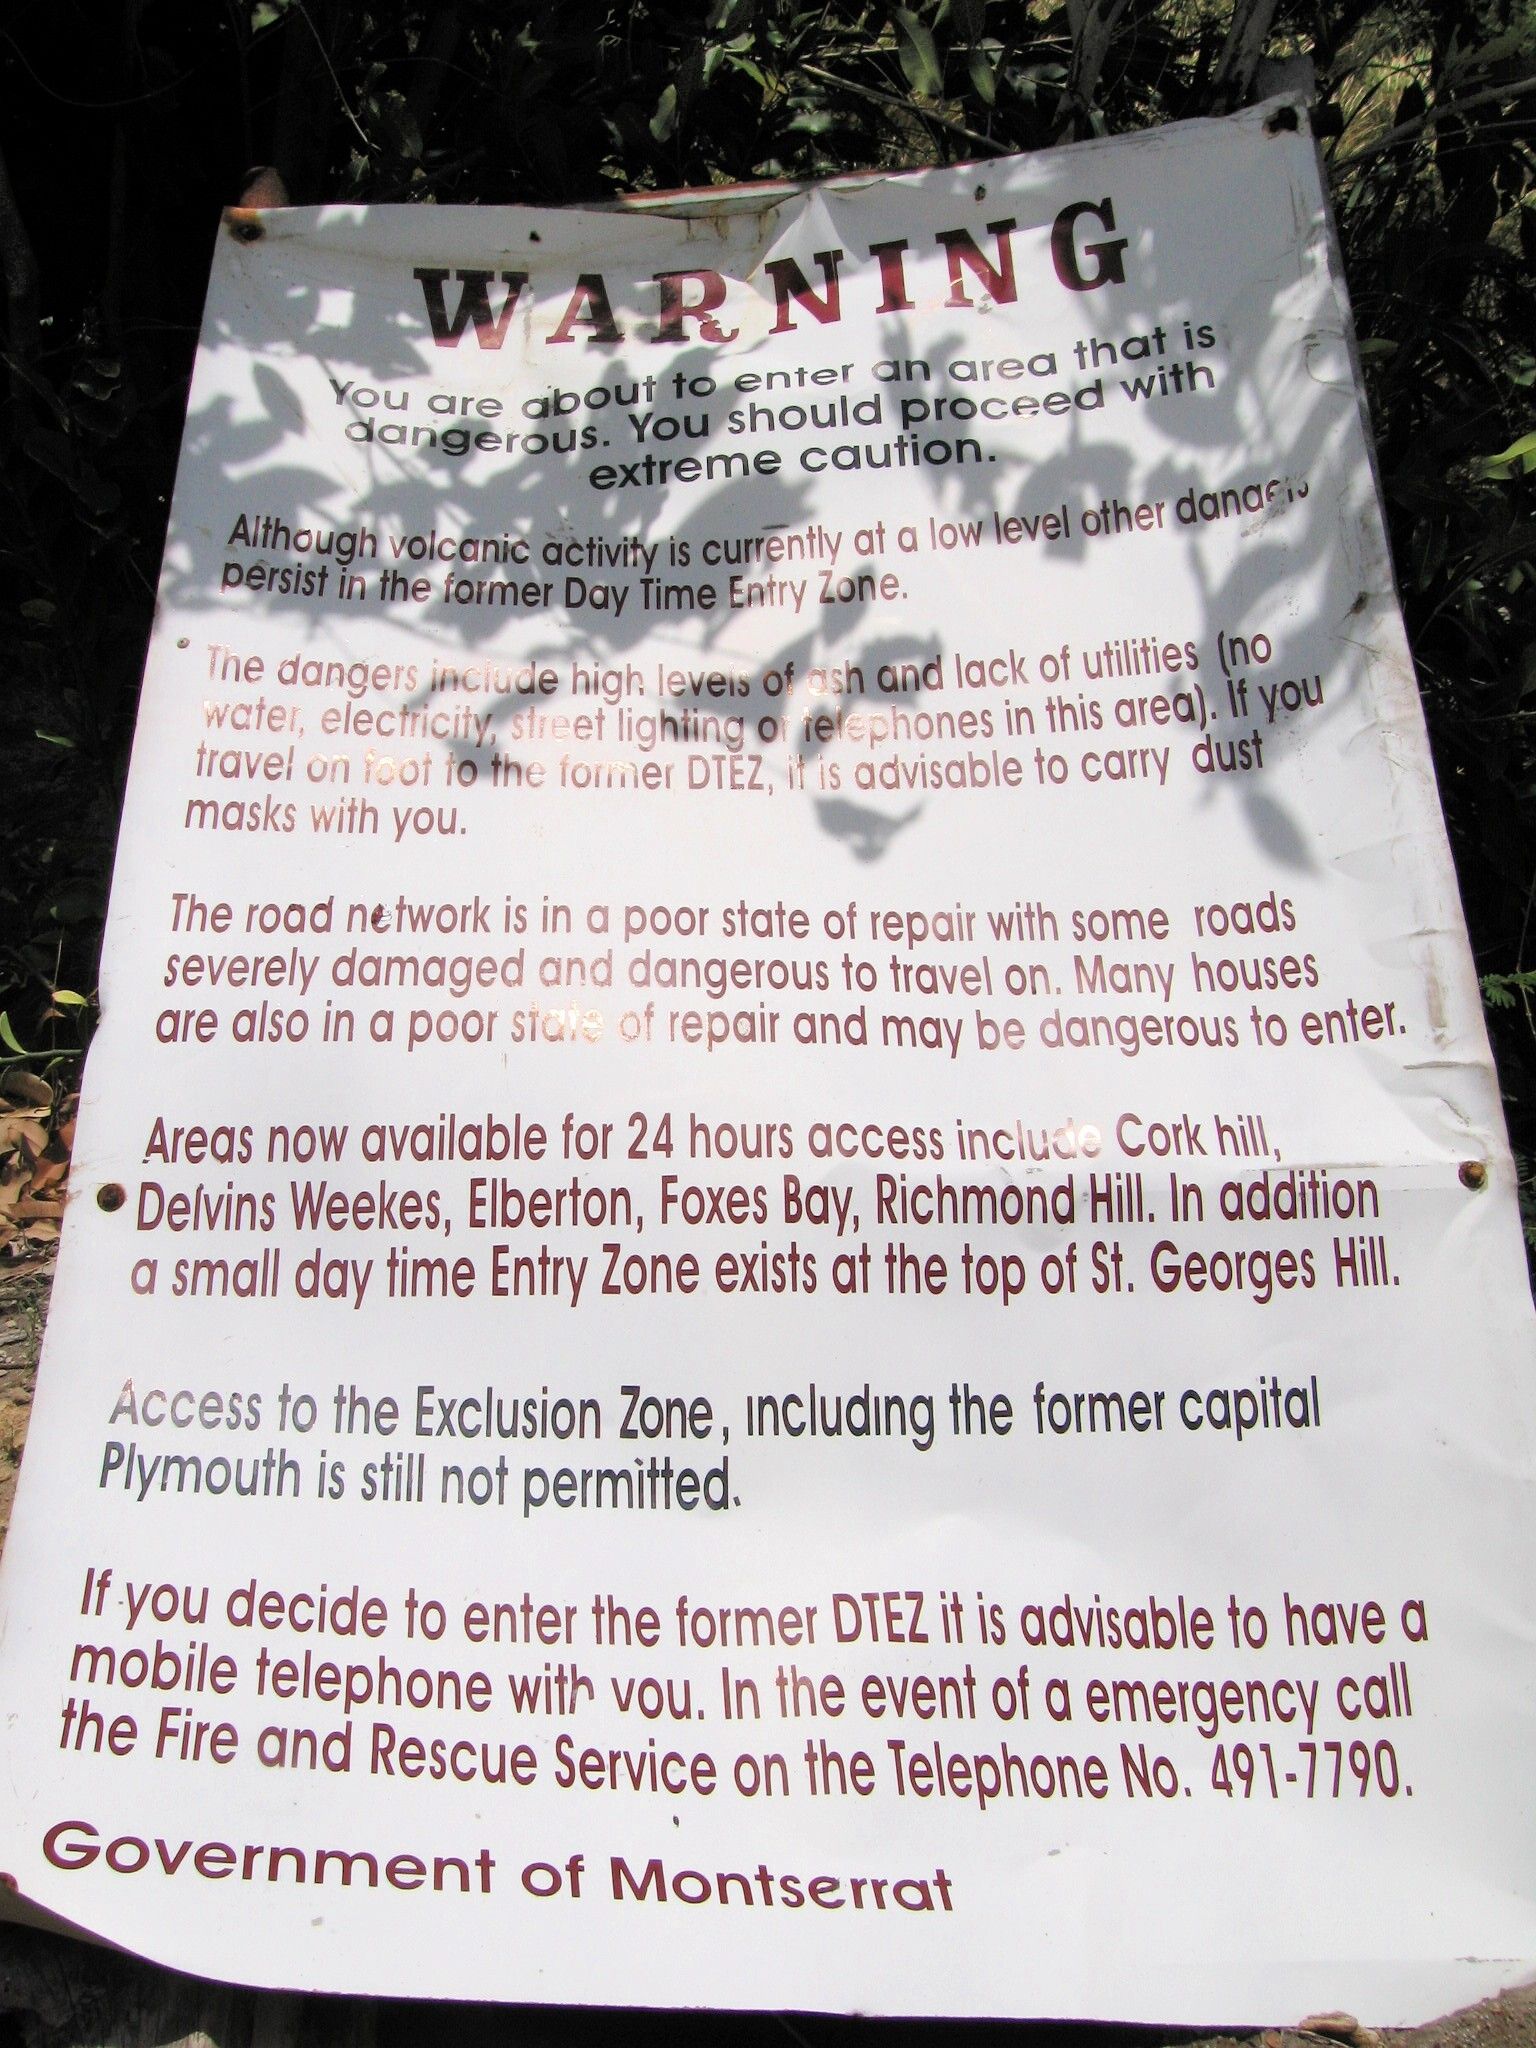 WARNING
You are about to enter an area that is
dangerous. You should proceed with
extreme caution.
Although volcanic activity is currently at a low level other dangers
persist in the former Day Time Entry Zone.
The dangers include high levels of ash and lack of utilities (no
water, electricity, street lighting or telephones in this area). If you
travel on foot to the former DTEZ, it is advisable to carry dust
masks with you.
The road network is in a poor state of repair with some roads
severely damaged and dangerous to travel on. Many houses
are also in a poor state of repair and may be dangerous to enter.
Areas now available for 24 hours access include Cork hill,
Delvins Weekes, Elberton, Foxes Bay, Richmond Hill. In addition
a small day time Entry Zone exists at the top of St. Georges Hill.
Access to the Exclusion Zone, including the former capital
Plymouth is still not permitted.
If you decide to enter the former DTEZ it is advisable to have a
mobile telephone with you. In the event of a emergency call
the Fire and Rescue Service on the Telephone No. 491-7790.
Government of Montserrat